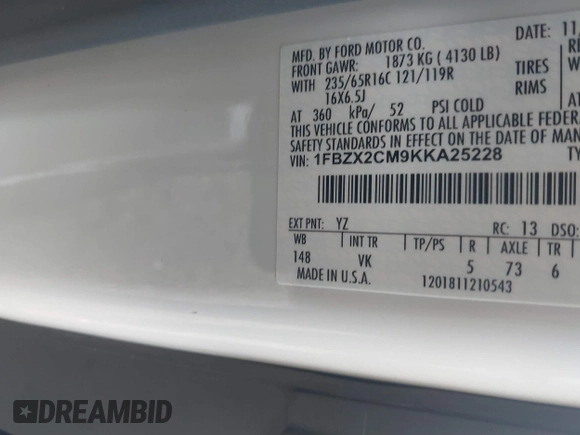 MFD. BY FORD MOTOR CO.
DATE: 11/
FRONT GAWR: 1873 KG ( 4130 LB)
WITH 235/65R16C 121/119R TIRES
16X6.5J RIMS
AT 360 kPa/ 52 PSI COLD
THIS VEHICLE CONFORMS TO ALL APPLICABLE FEDERAL
SAFETY STANDARDS IN EFFECT ON THE DATE OF MAN
VIN: 1FBZX2CM9KKA25228
EXT PNT: YZ RC: 13 DSO:
WB INT TR TP/PS R AXLE TR
148 VK 5 73 6
MADE IN U.S.A. 1201811210543
DREAMBID